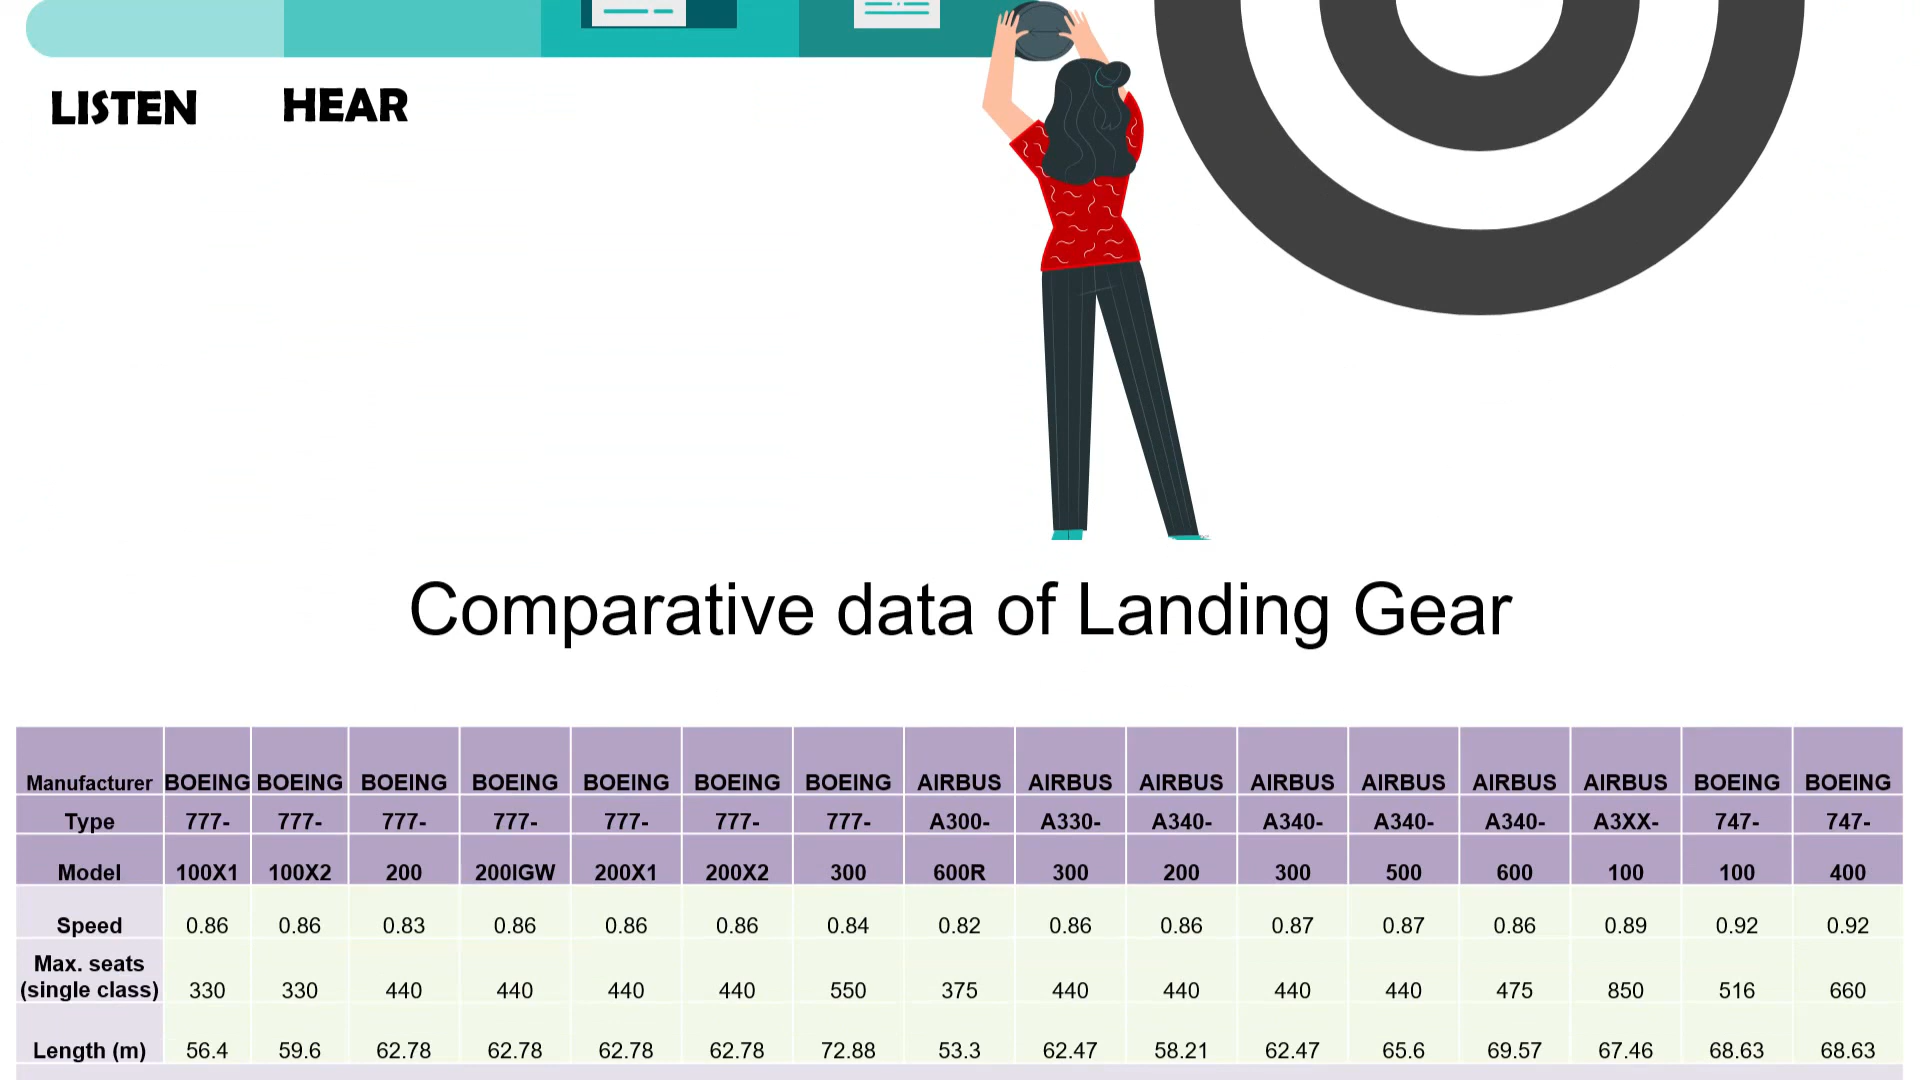 LISTEN HEAR
Comparative data of Landing Gear
Manufacturer BOEING BOEING BOEING BOEING BOEING BOEING BOEING AIRBUS AIRBUS AIRBUS AIRBUS AIRBUS AIRBUS AIRBUS BOEING BOEING
Type 777- 777- 777- 777- 777- 777- 777- A300- A330- A340- A340- A340- A340- A3XX- 747- 747-
Model 100X1 100X2 200 200IGW 200X1 200X2 300 600R 300 200 300 500 600 100 100 400
Speed 0.86 0.86 0.83 0.86 0.86 0.86 0.84 0.82 0.86 0.86 0.87 0.87 0.86 0.89 0.92 0.92
Max. seats
(single class) 330 330 440 440 440 440 550 375 440 440 440 440 475 850 516 660
Length (m) 56.4 59.6 62.78 62.78 62.78 62.78 72.88 53.3 62.47 58.21 62.47 65.6 69.57 67.46 68.63 68.63